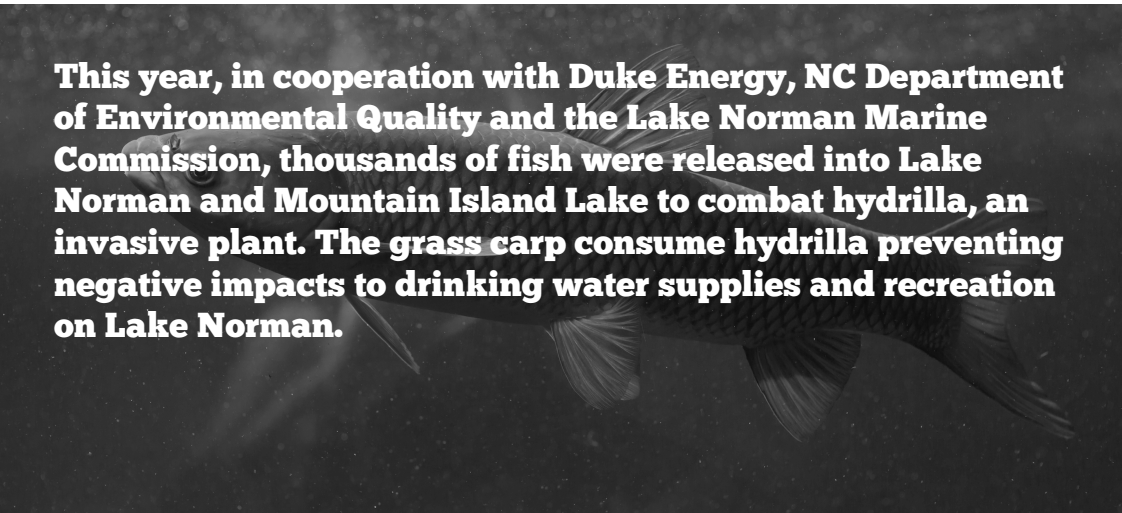 This year, in cooperation with Duke Energy, NC Department
of Environmental Quality and the Lake Norman Marine
Commission, thousands of fish were released into Lake
Norman and Mountain Island Lake to combat hydrilla, an
invasive plant. The grass carp consume hydrilla preventing
negative impacts to drinking water supplies and recreation
on Lake Norman.